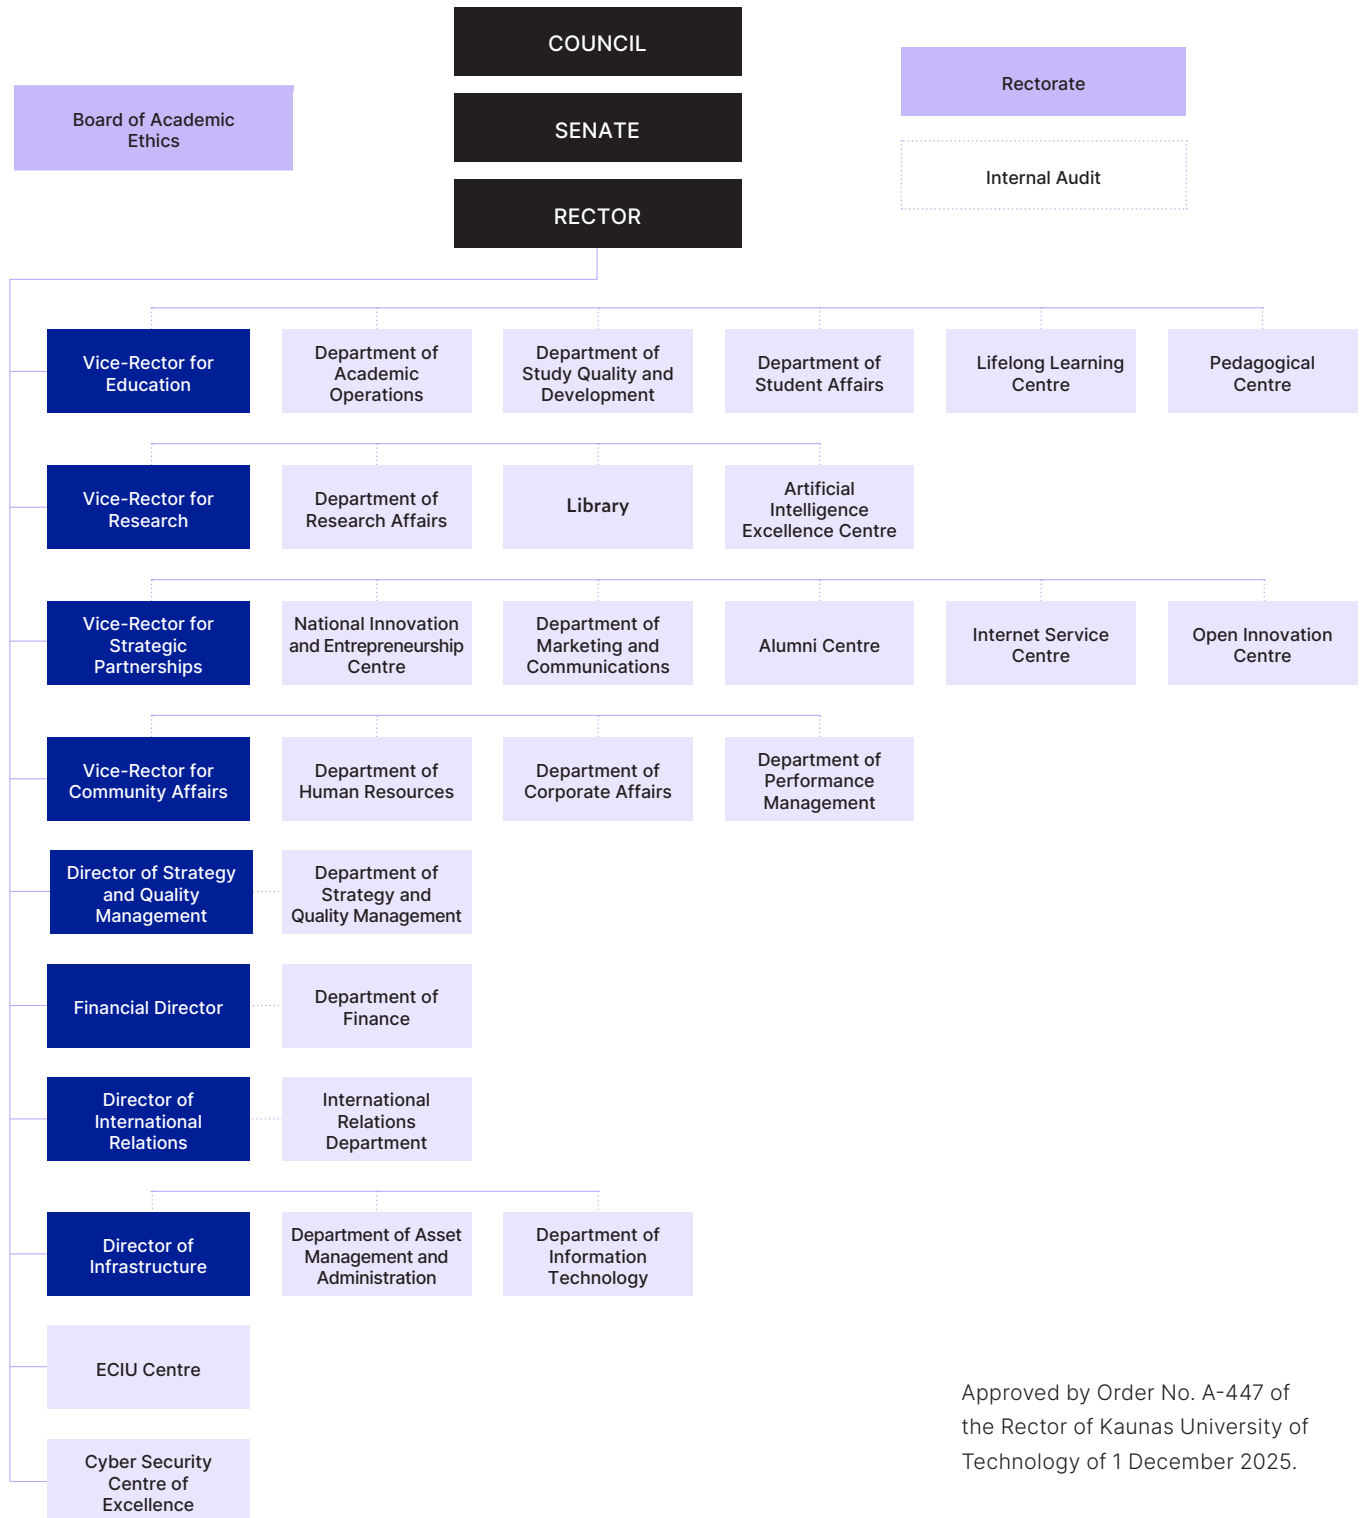 COUNCIL
SENATE
RECTOR
Board of Academic
Ethics
Rectorate
Internal Audit
Vice-Rector for
Education
Department of
Academic
Operations
Department of
Study Quality and
Development
Department of
Student Affairs
Lifelong Learning
Centre
Pedagogical
Centre
Vice-Rector for
Research
Department of
Research Affairs
Library
Artificial
Intelligence
Excellence Centre
Vice-Rector for
Strategic
Partnerships
National Innovation
and Entrepreneurship
Centre
Department of
Marketing and
Communications
Alumni Centre
Internet Service
Centre
Open Innovation
Centre
Vice-Rector for
Community Affairs
Department of
Human Resources
Department of
Corporate Affairs
Department of
Performance
Management
Director of Strategy
and Quality
Management
Department of
Strategy and
Quality Management
Financial Director
Department of
Finance
Director of
International
Relations
International
Relations
Department
Director of
Infrastructure
Department of Asset
Management and
Administration
Department of
Information
Technology
ECIU Centre
Cyber Security
Centre of
Excellence
Approved by Order No. A-447 of
the Rector of Kaunas University of
Technology of 1 December 2025.